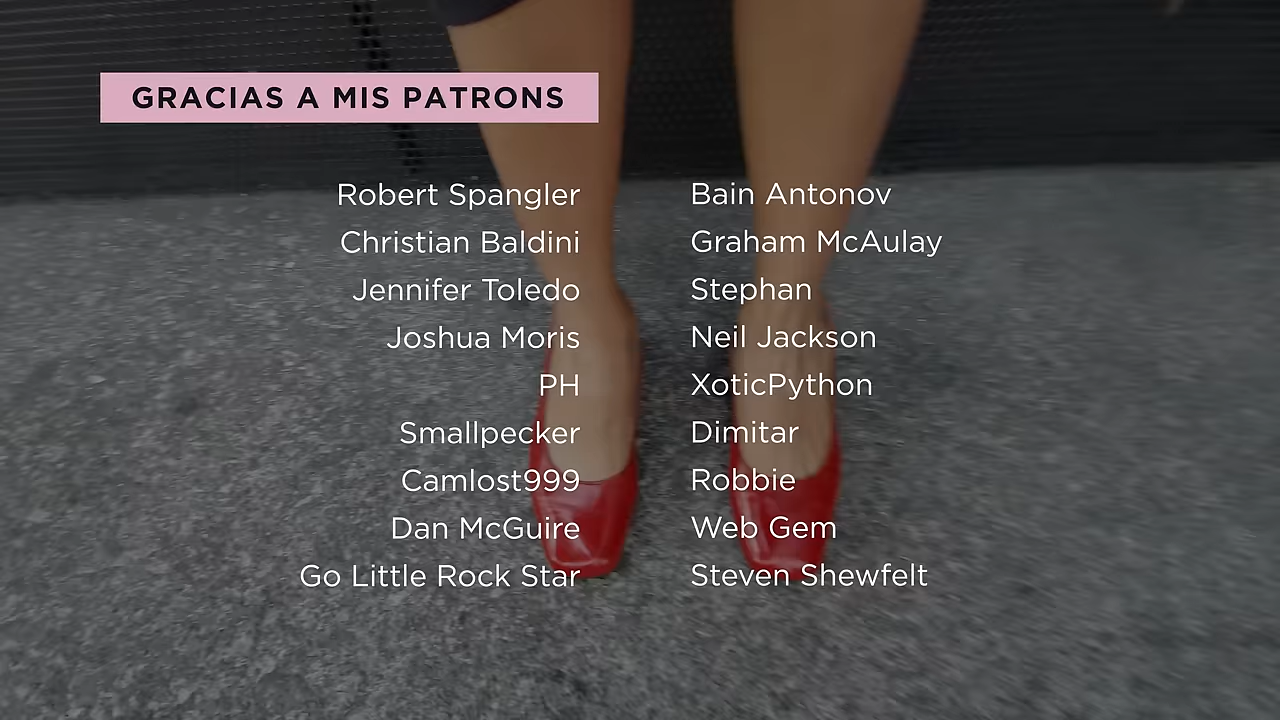 GRACIAS A MIS PATRONS
Robert Spangler
Christian Baldini
Jennifer Toledo
Joshua Moris
PH
Smallpecker
Camlost999
Dan McGuire
Go Little Rock Star
Bain Antonov
Graham McAulay
Stephan
Neil Jackson
XoticPython
Dimitar
Robbie
Web Gem
Steven Shewfelt